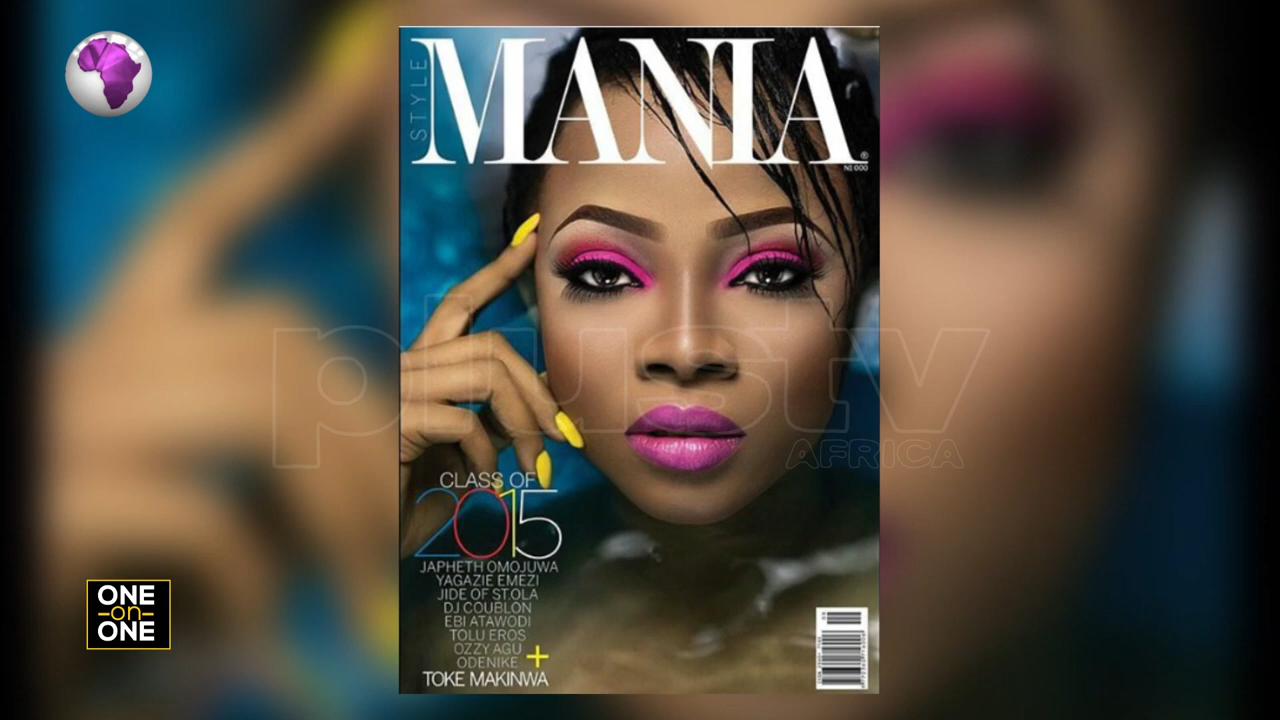 STYLE
MANIA
®
N1 000
plustv
AFRICA
CLASS OF
2015
JAPHETH OMOJUWA
YAGAZIE EMEZI
JIDE OF ST.OLA
DJ COUBLON
EBI ATAWODI
TOLU EROS
OZZY AGU
ODENIKE +
TOKE MAKINWA
ONE
-on-
ONE